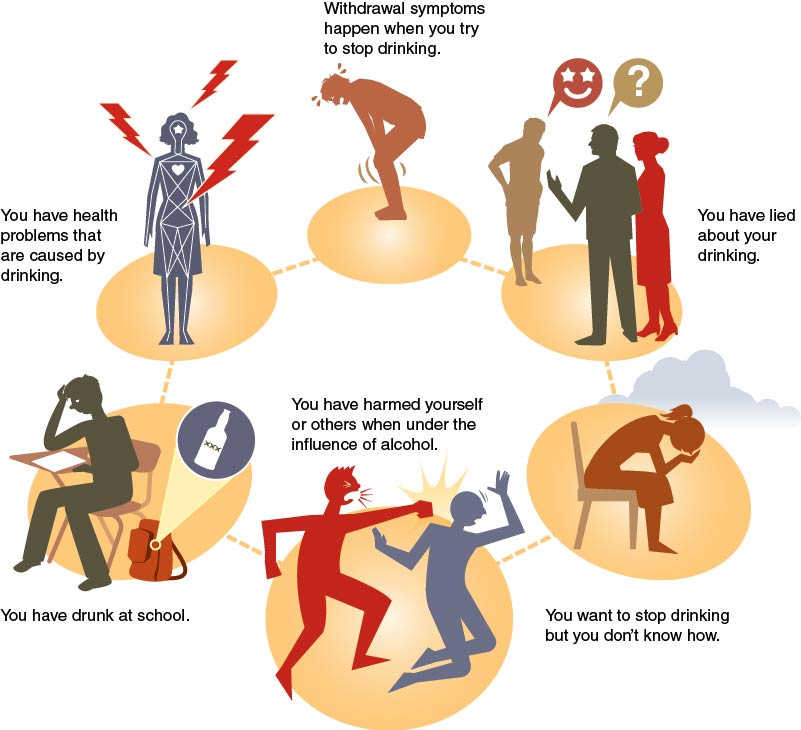 Withdrawal symptoms
happen when you try
to stop drinking.
?
You have health
problems that
are caused by
drinking.
You have lied
about your
drinking.
You have harmed yourself
or others when under the
influence of alcohol.
xxx
You have drunk at school.
You want to stop drinking
but you don’t know how.